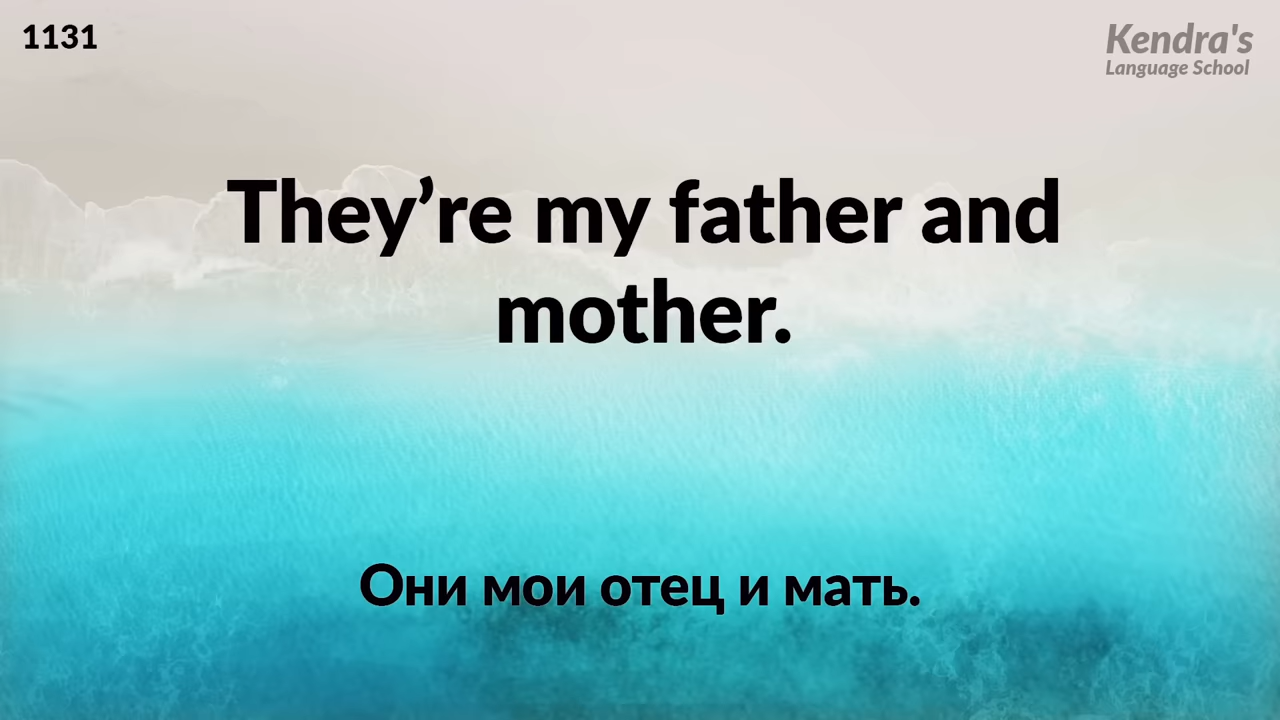 1131
Kendra's
Language School
They’re my father and
mother.
Они мои отец и мать.